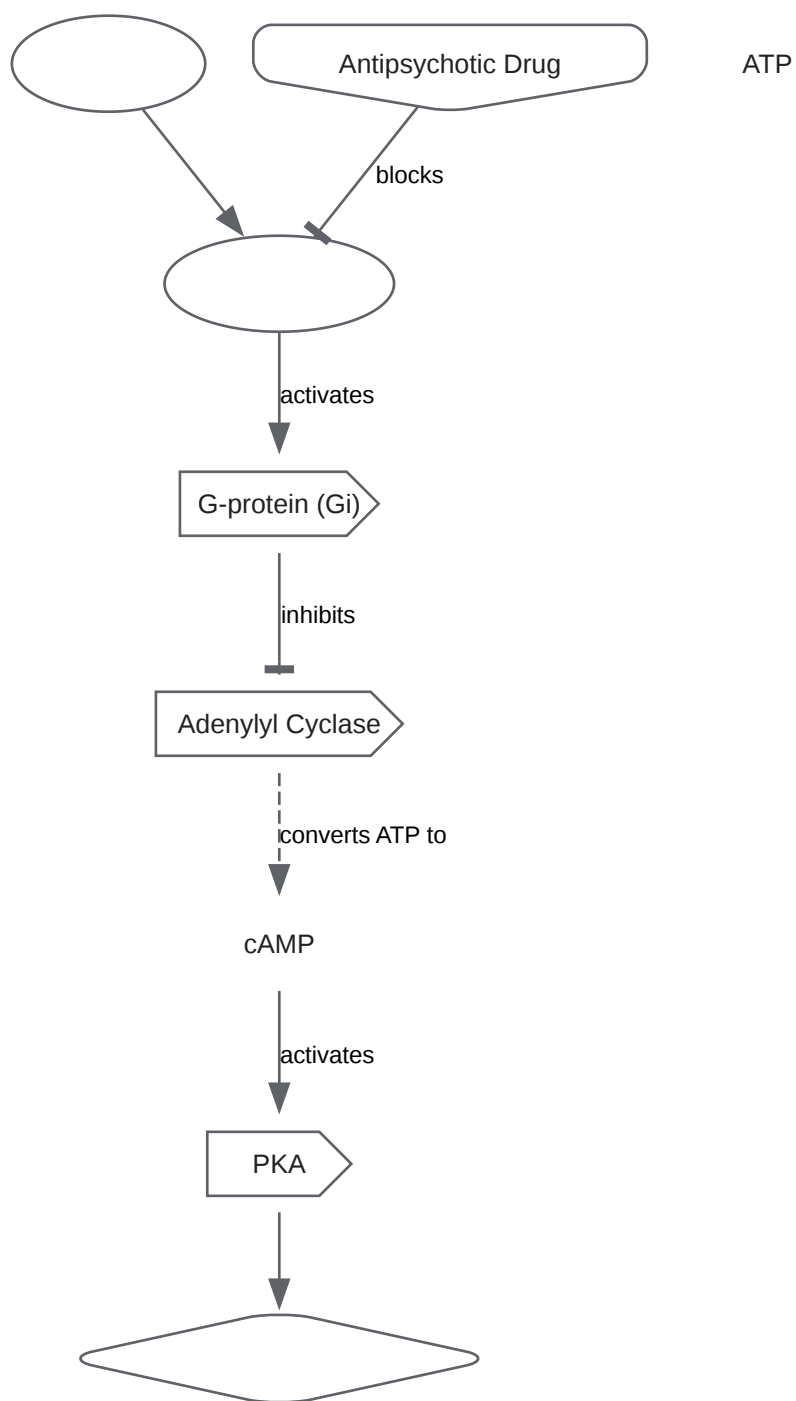 Antipsychotic Drug
ATP
blocks
activates
G-protein (Gi)
inhibits
Adenylyl Cyclase
converts ATP to
cAMP
activates
PKA